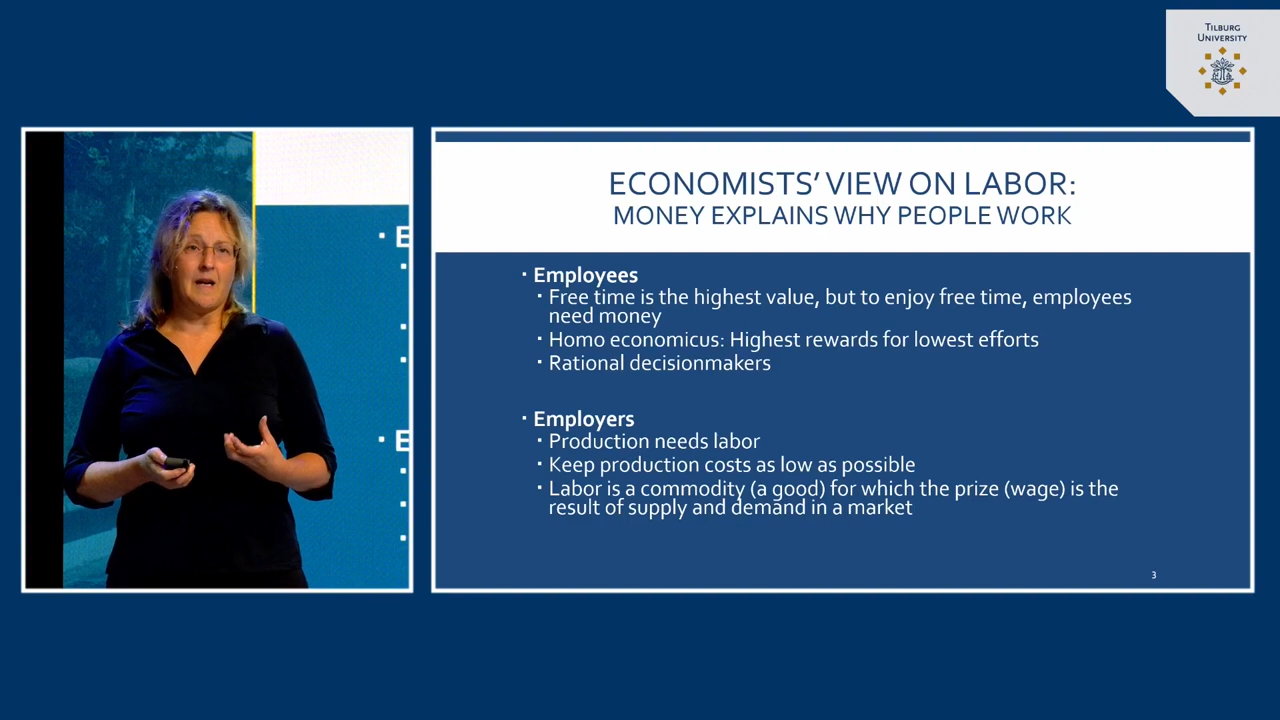 TILBURG
UNIVERSITY
ECONOMISTS' VIEW ON LABOR:
MONEY EXPLAINS WHY PEOPLE WORK
▪ Employees
▪ Free time is the highest value, but to enjoy free time, employees
need money
▪ Homo economicus: Highest rewards for lowest efforts
▪ Rational decisionmakers
▪ Employers
▪ Production needs labor
▪ Keep production costs as low as possible
▪ Labor is a commodity (a good) for which the prize (wage) is the
result of supply and demand in a market
3
▪ E
▪ E